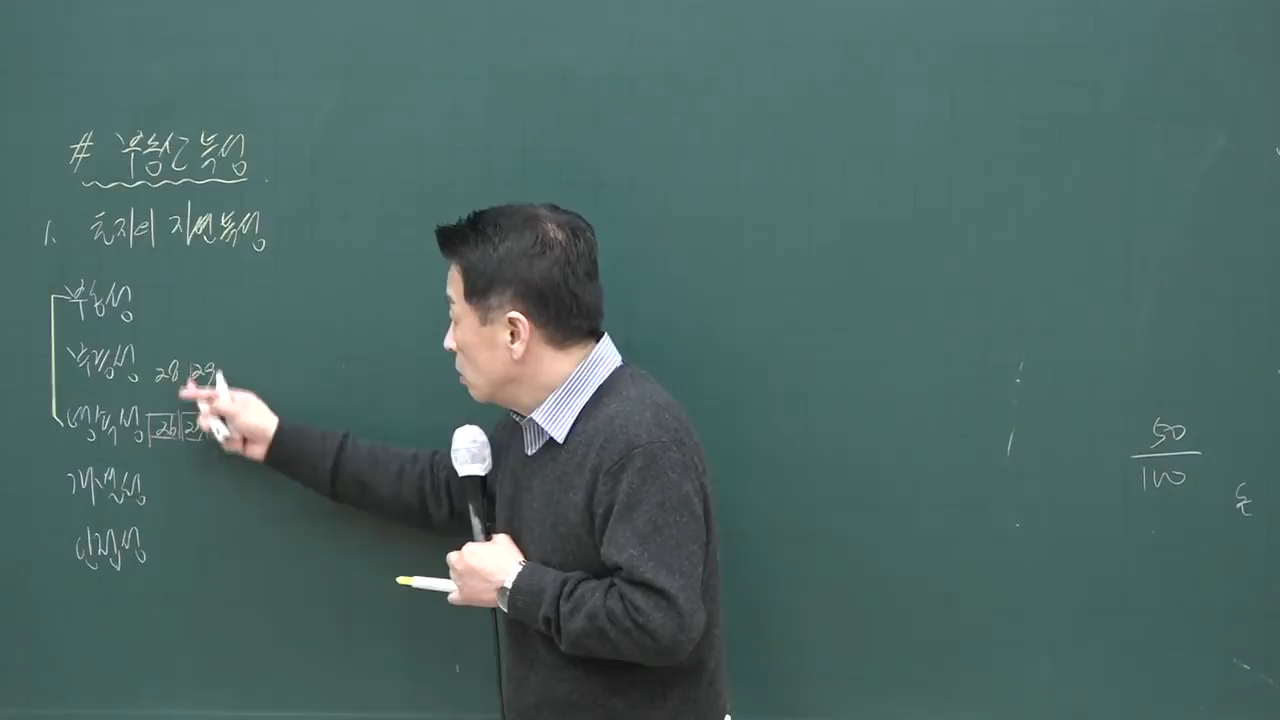 # 부동산 특성
1. 토지의 자연특성
부동성
부증성 28 29
영속성 26
개별성
인접성
50
100